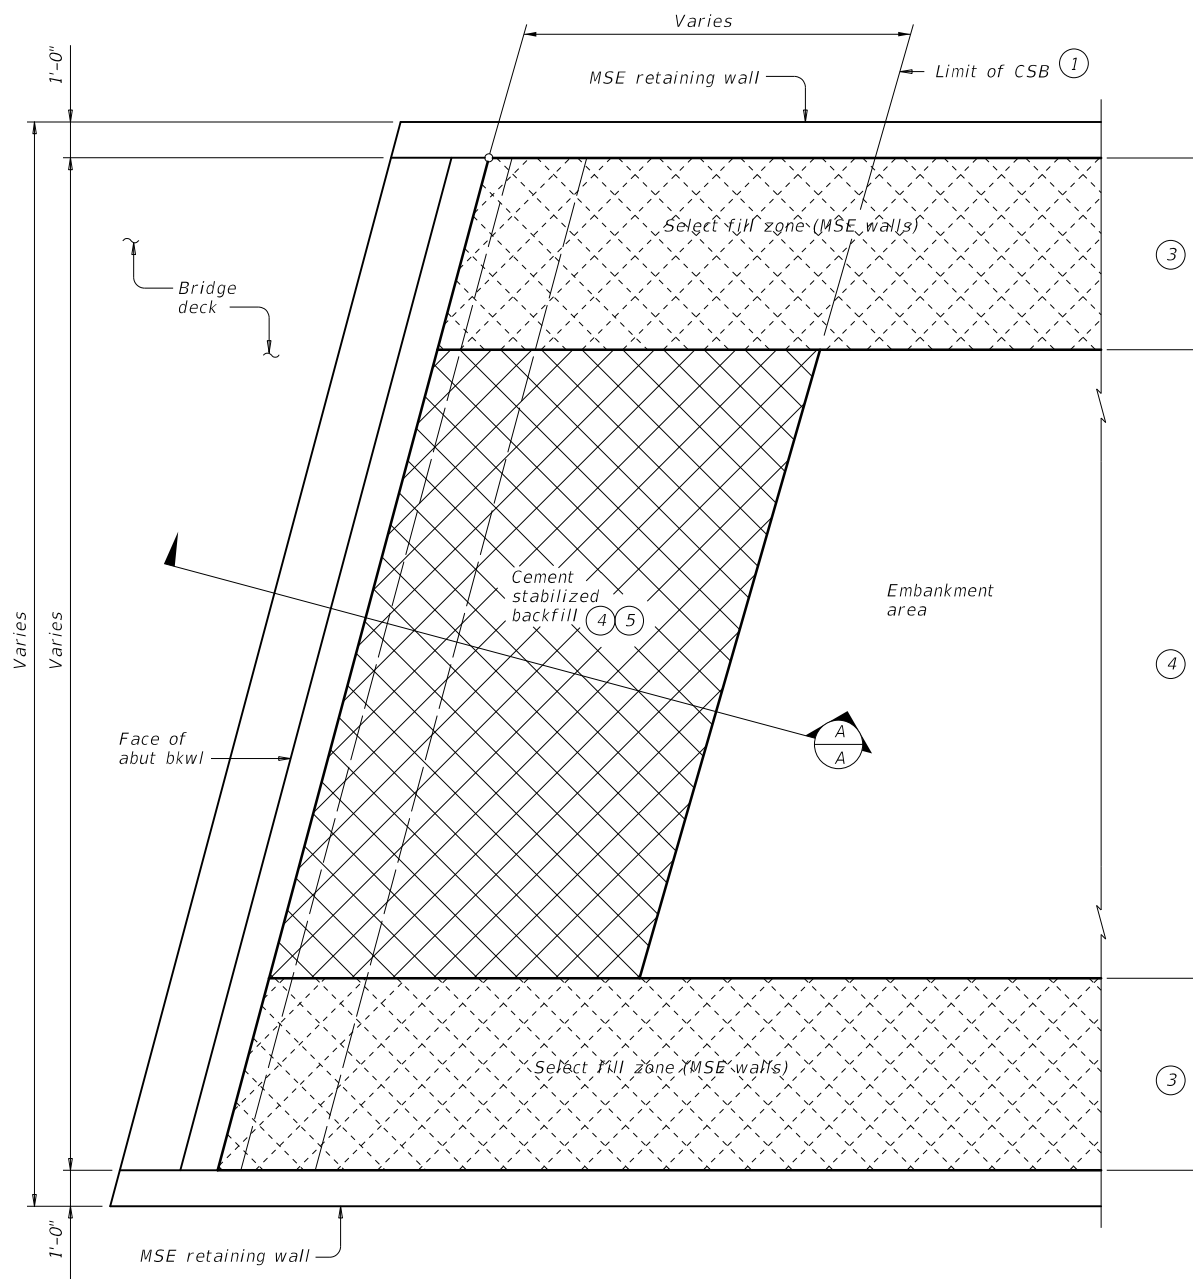 Varies
1'-0"
MSE retaining wall
Limit of CSB 1
Select fill zone (MSE walls)
3
Bridge
deck
Cement
stabilized
backfill 4 5
Embankment
area
Varies
Varies
4
Face of
abut bkwl
A
A
Select fill zone (MSE walls)
3
1'-0"
MSE retaining wall